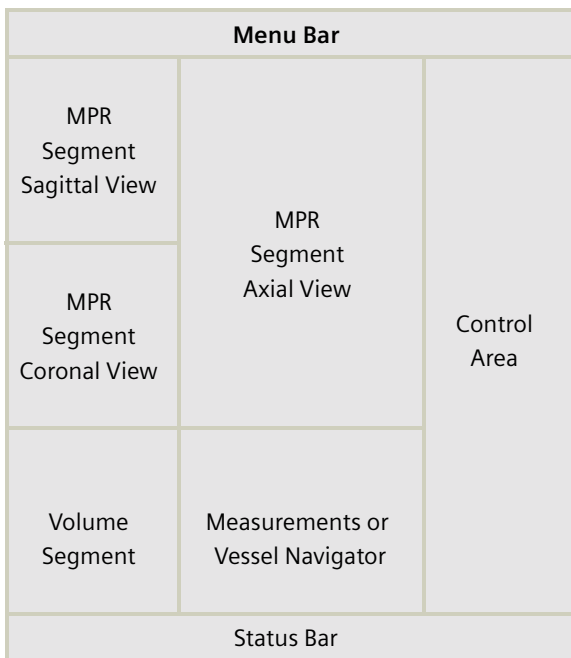 Menu Bar
MPR
Segment
Sagittal View
MPR
Segment
Axial View
MPR
Segment
Coronal View
Control
Area
Volume
Segment
Measurements or
Vessel Navigator
Status Bar